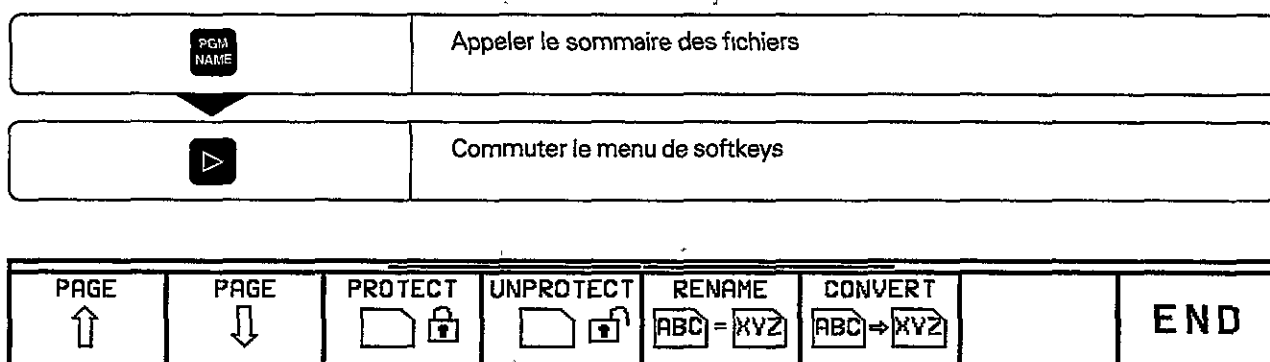 PGM
NAME
Appeler le sommaire des fichiers
Commuter le menu de softkeys
PAGE PAGE PROTECT UNPROTECT RENAME CONVERT
ABC = XYZ ABC ⇒ XYZ END